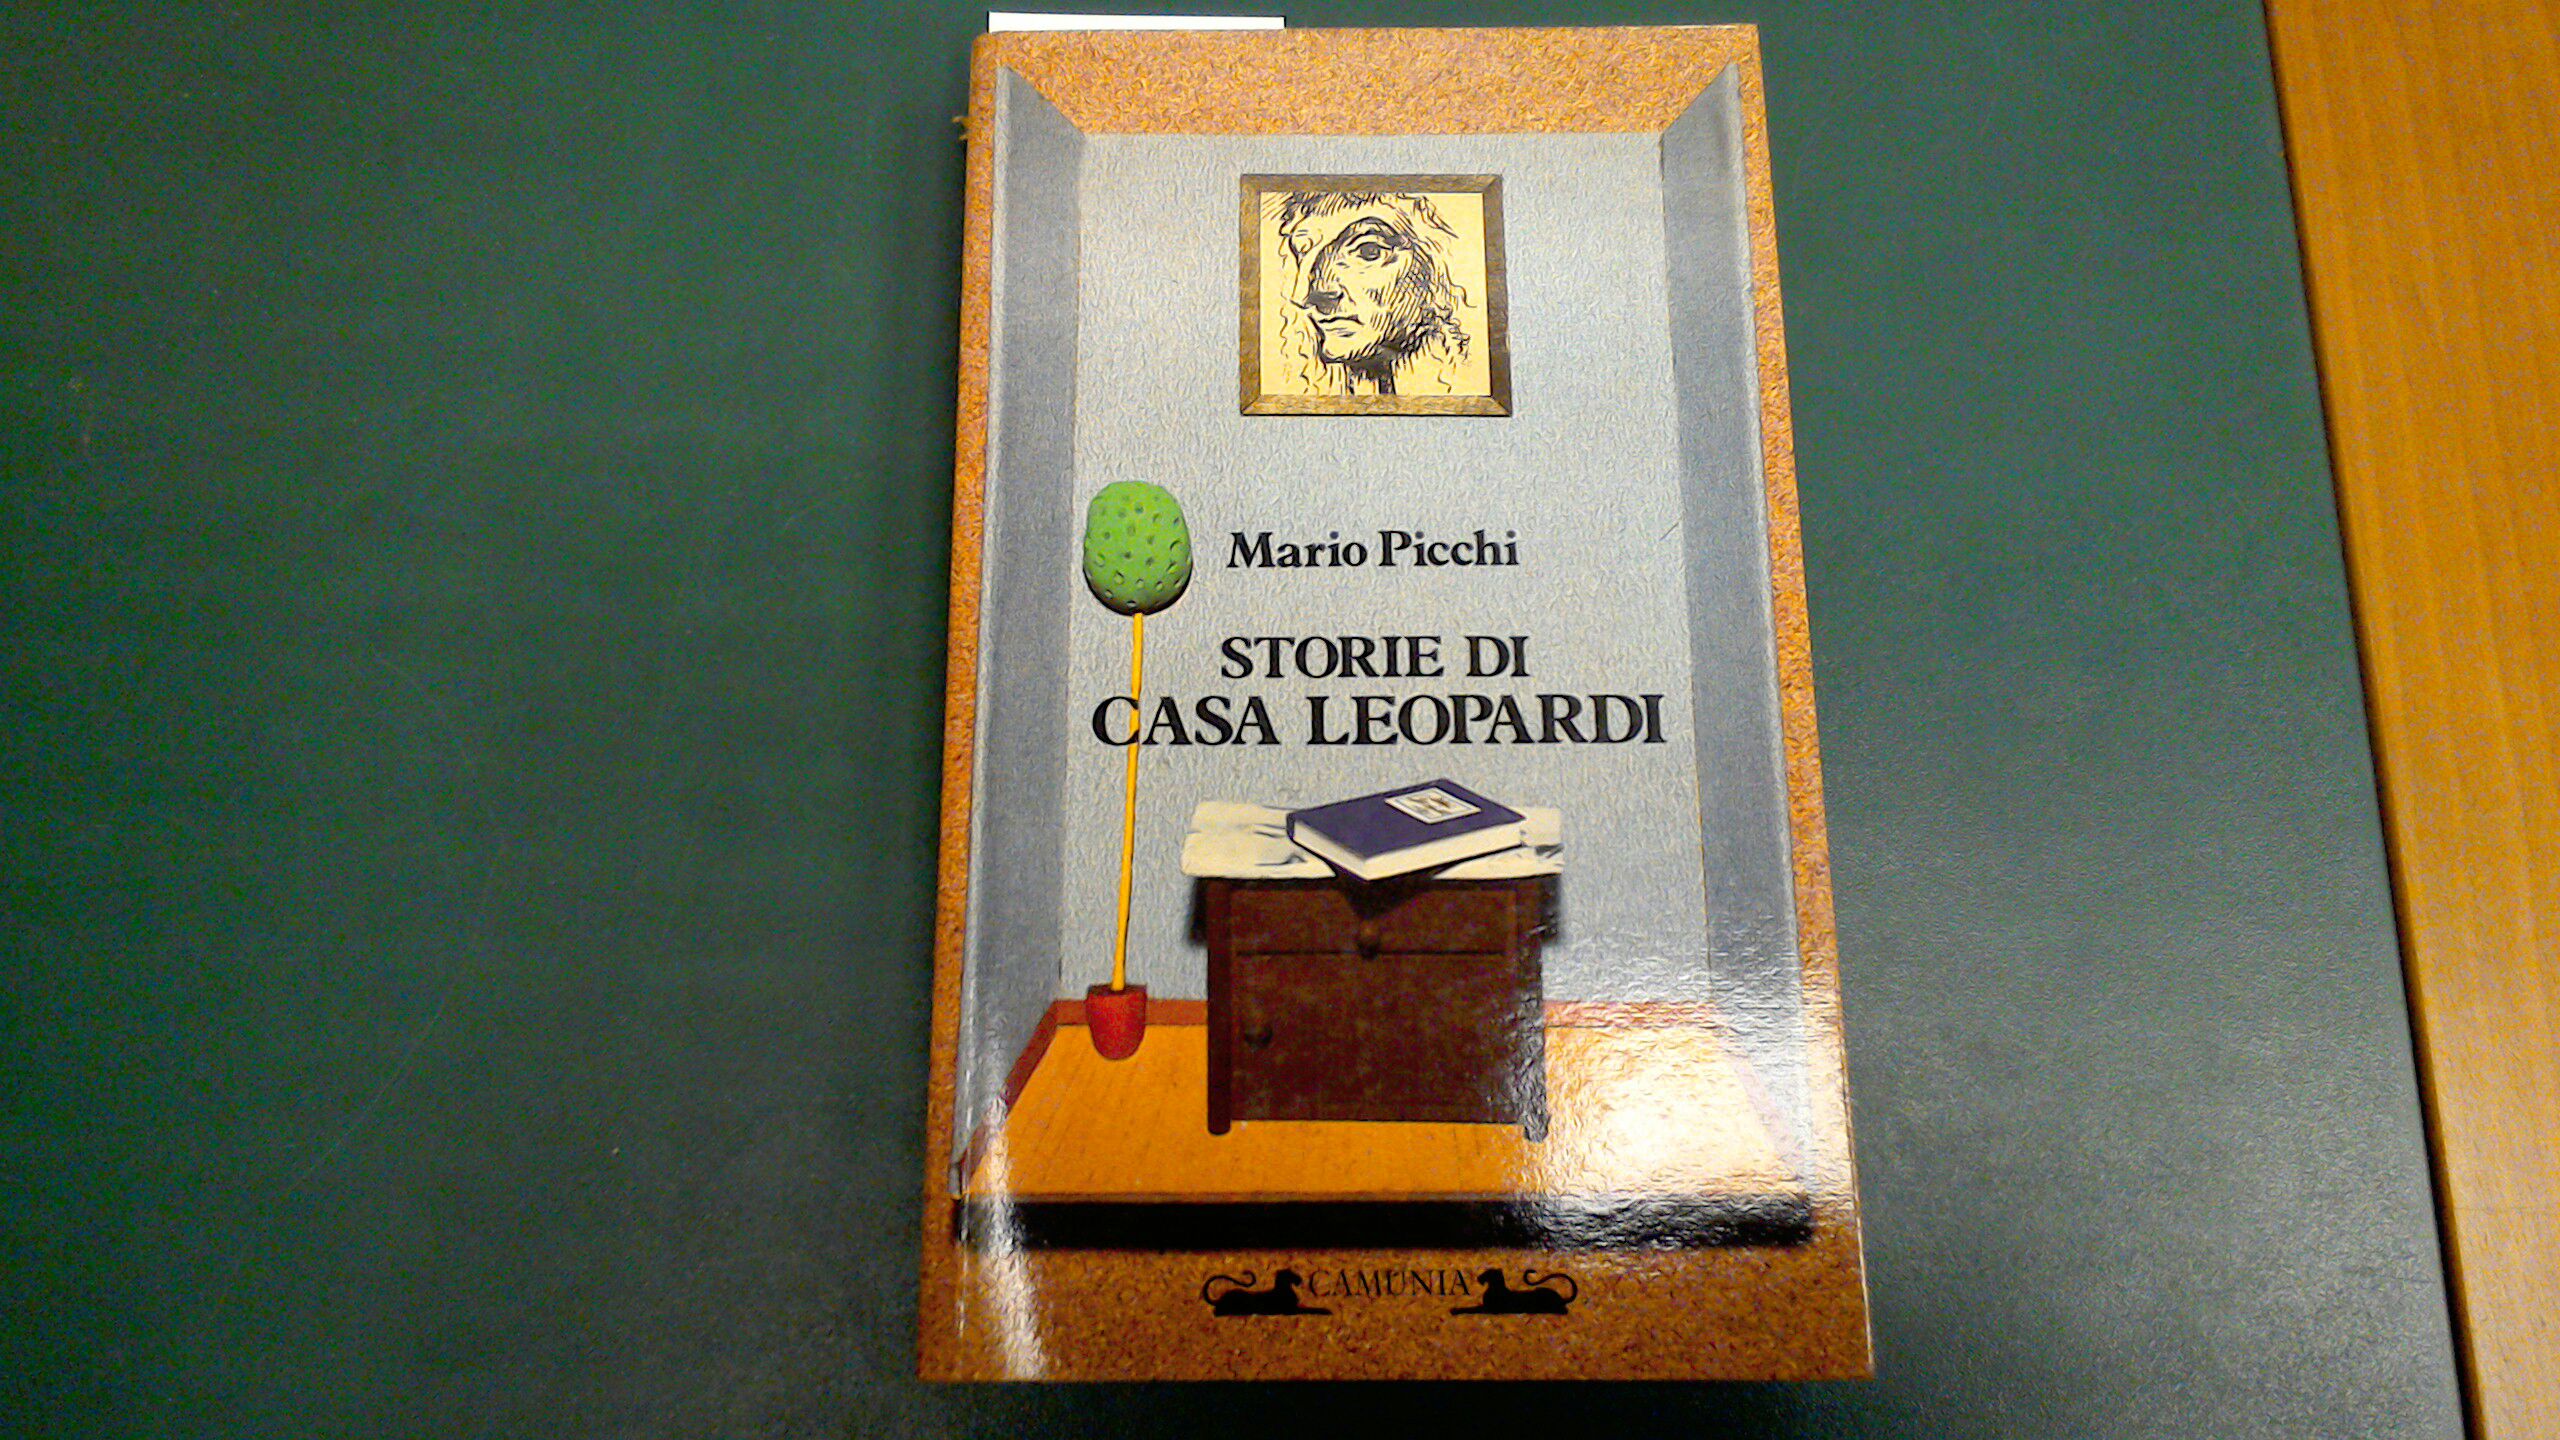 Mario Picchi
STORIE DI
CASA LEOPARDI
CAMUNIA